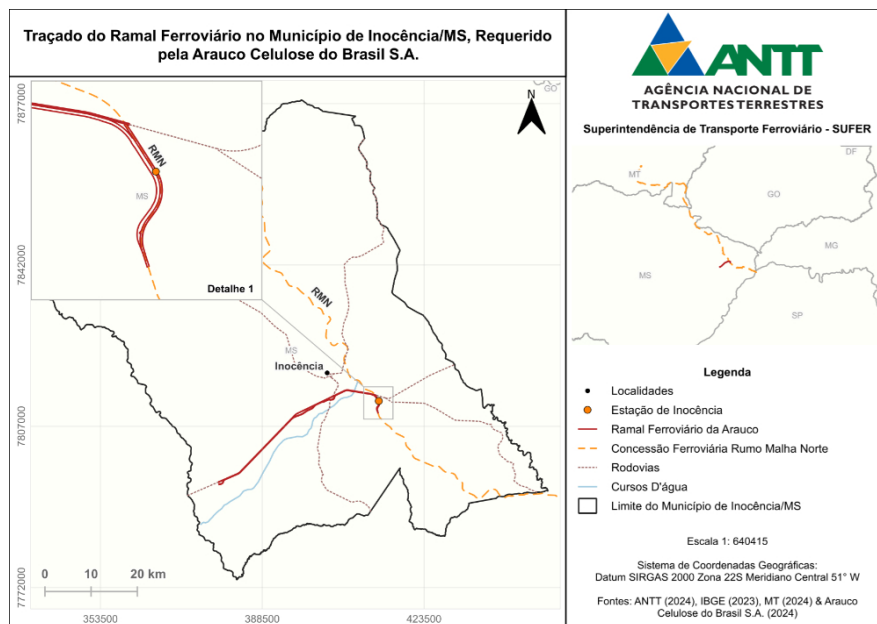 Traçado do Ramal Ferroviário no Município de Inocência/MS, Requerido
pela Arauco Celulose do Brasil S.A.
7877000
7842000
7807000
7772000
GO
N
RMN
MS
Detalhe 1
RMN
MS
Inocência
0 10 20 km
353500 388500 423500
ANTT
AGÊNCIA NACIONAL DE
TRANSPORTES TERRESTRES
Superintendência de Transporte Ferroviário - SUFER
DF
MT
GO
MG
MS
SP
Legenda
Localidades
Estação de Inocência
Ramal Ferroviário da Arauco
Concessão Ferroviária Rumo Malha Norte
Rodovias
Cursos D'água
Limite do Município de Inocência/MS
Escala 1: 640415
Sistema de Coordenadas Geográficas:
Datum SIRGAS 2000 Zona 22S Meridiano Central 51° W
Fontes: ANTT (2024), IBGE (2023), MT (2024) & Arauco
Celulose do Brasil S.A. (2024)